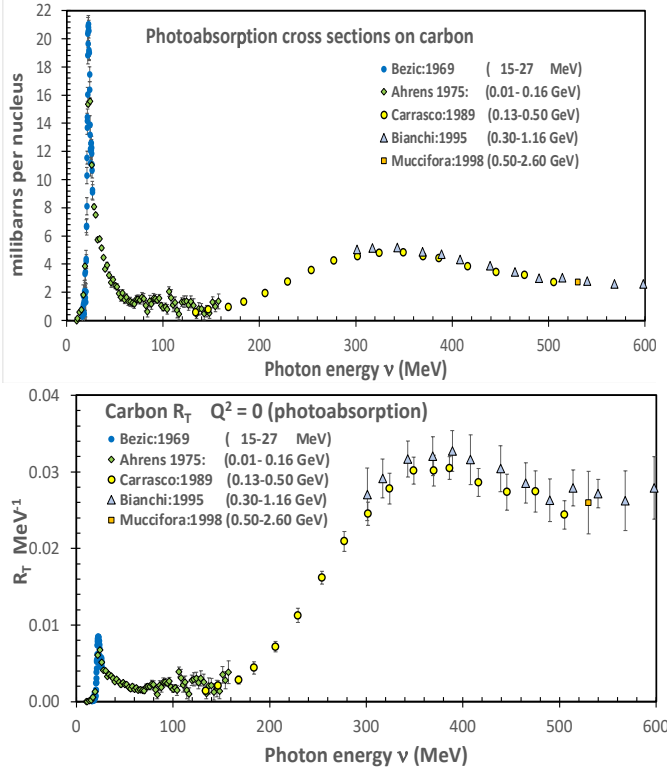 Photoabsorption cross sections on carbon
Bezic:1969 ( 15-27 MeV)
Ahrens 1975: (0.01- 0.16 GeV)
Carrasco:1989 (0.13-0.50 GeV)
Bianchi:1995 (0.30-1.16 GeV)
Muccifora:1998 (0.50-2.60 GeV)
milibarns per nucleus
22
20
18
16
14
12
10
8
6
4
2
0
0 100 200 300 400 500 600
Photon energy ν (MeV)
Carbon R_T Q² = 0 (photoabsorption)
Bezic:1969 ( 15-27 MeV)
Ahrens 1975: (0.01- 0.16 GeV)
Carrasco:1989 (0.13-0.50 GeV)
Bianchi:1995 (0.30-1.16 GeV)
Muccifora:1998 (0.50-2.60 GeV)
R_T MeV⁻¹
0.04
0.03
0.02
0.01
0.00
0 100 200 300 400 500 600
Photon energy ν (MeV)